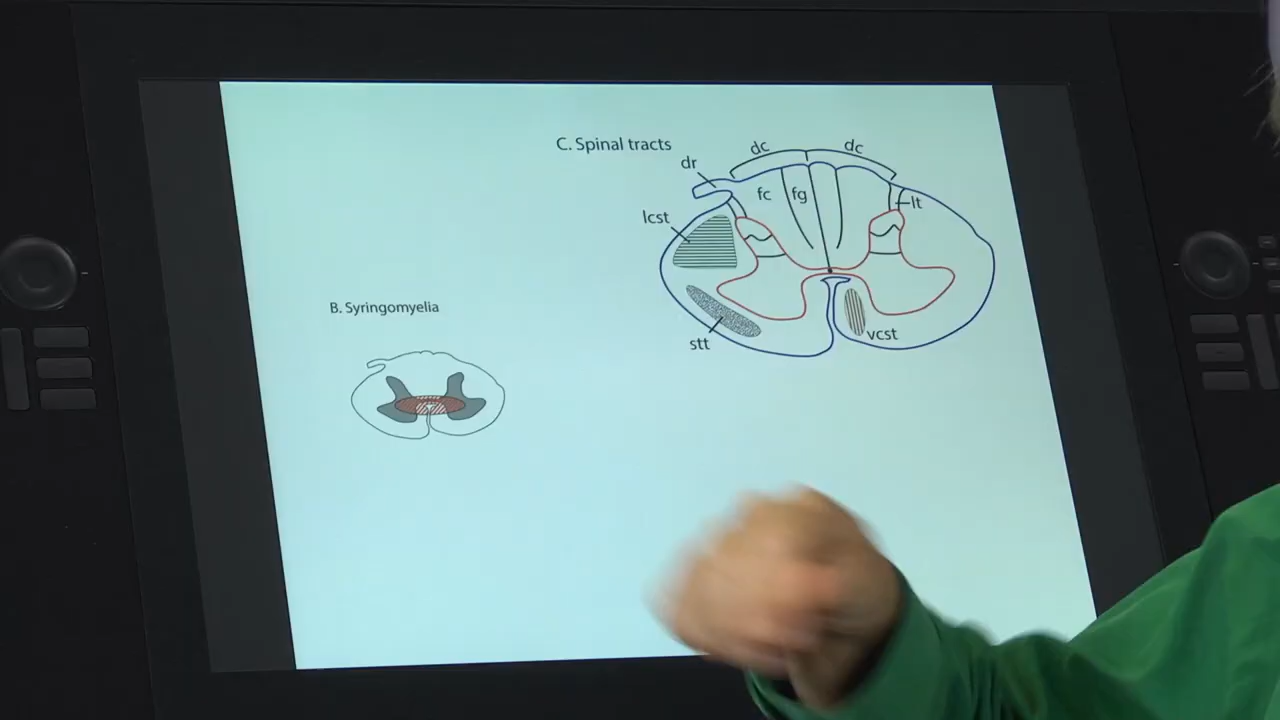 C. Spinal tracts
dc
dc
dr
fc
fg
lt
lcst
B. Syringomyelia
stt
vcst